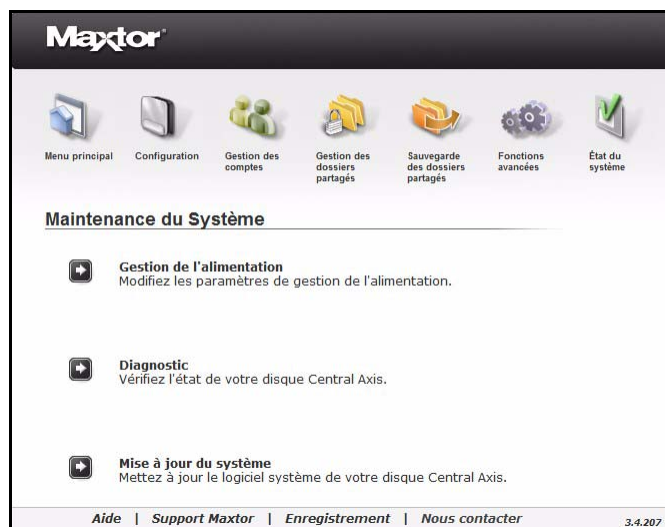 Maxtor
Menu principal
Configuration
Gestion des
comptes
Gestion des
dossiers
partagés
Sauvegarde
des dossiers
partagés
Fonctions
avancées
État du
système
Maintenance du Système
Gestion de l'alimentation
Modifiez les paramètres de gestion de l'alimentation.
Diagnostic
Vérifiez l'état de votre disque Central Axis.
Mise à jour du système
Mettez à jour le logiciel système de votre disque Central Axis.
Aide | Support Maxtor | Enregistrement | Nous contacter
3.4.207